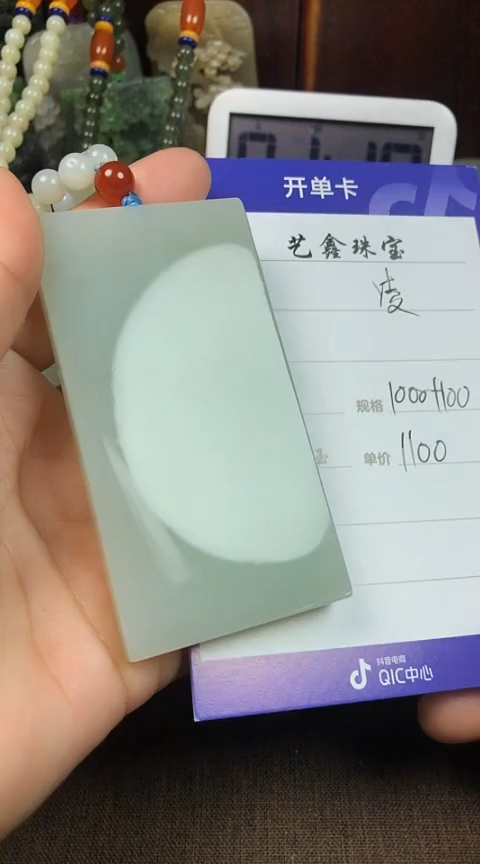 开单卡
艺鑫珠宝
凌
规格 1000+100
单价 1100
抖音电商
QIC中心